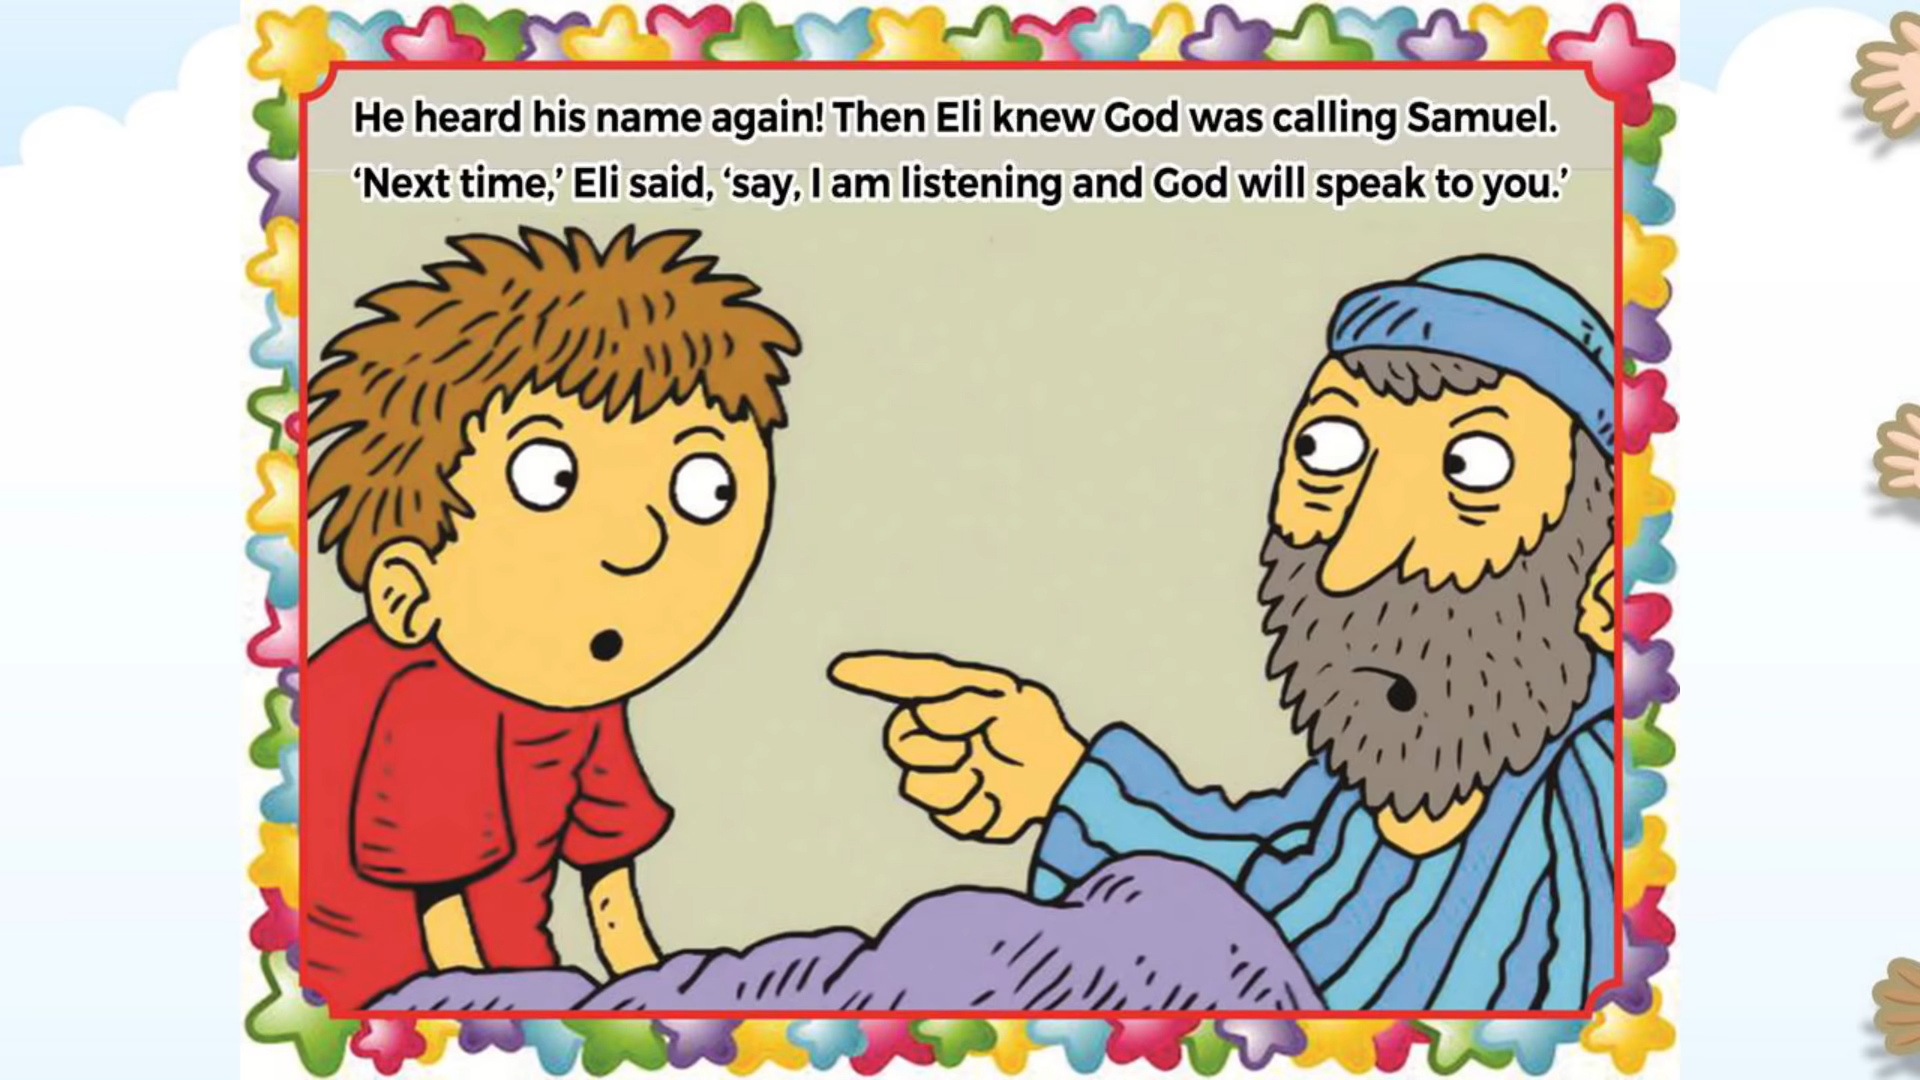 He heard his name again! Then Eli knew God was calling Samuel.
‘Next time,’ Eli said, ‘say, I am listening and God will speak to you.’